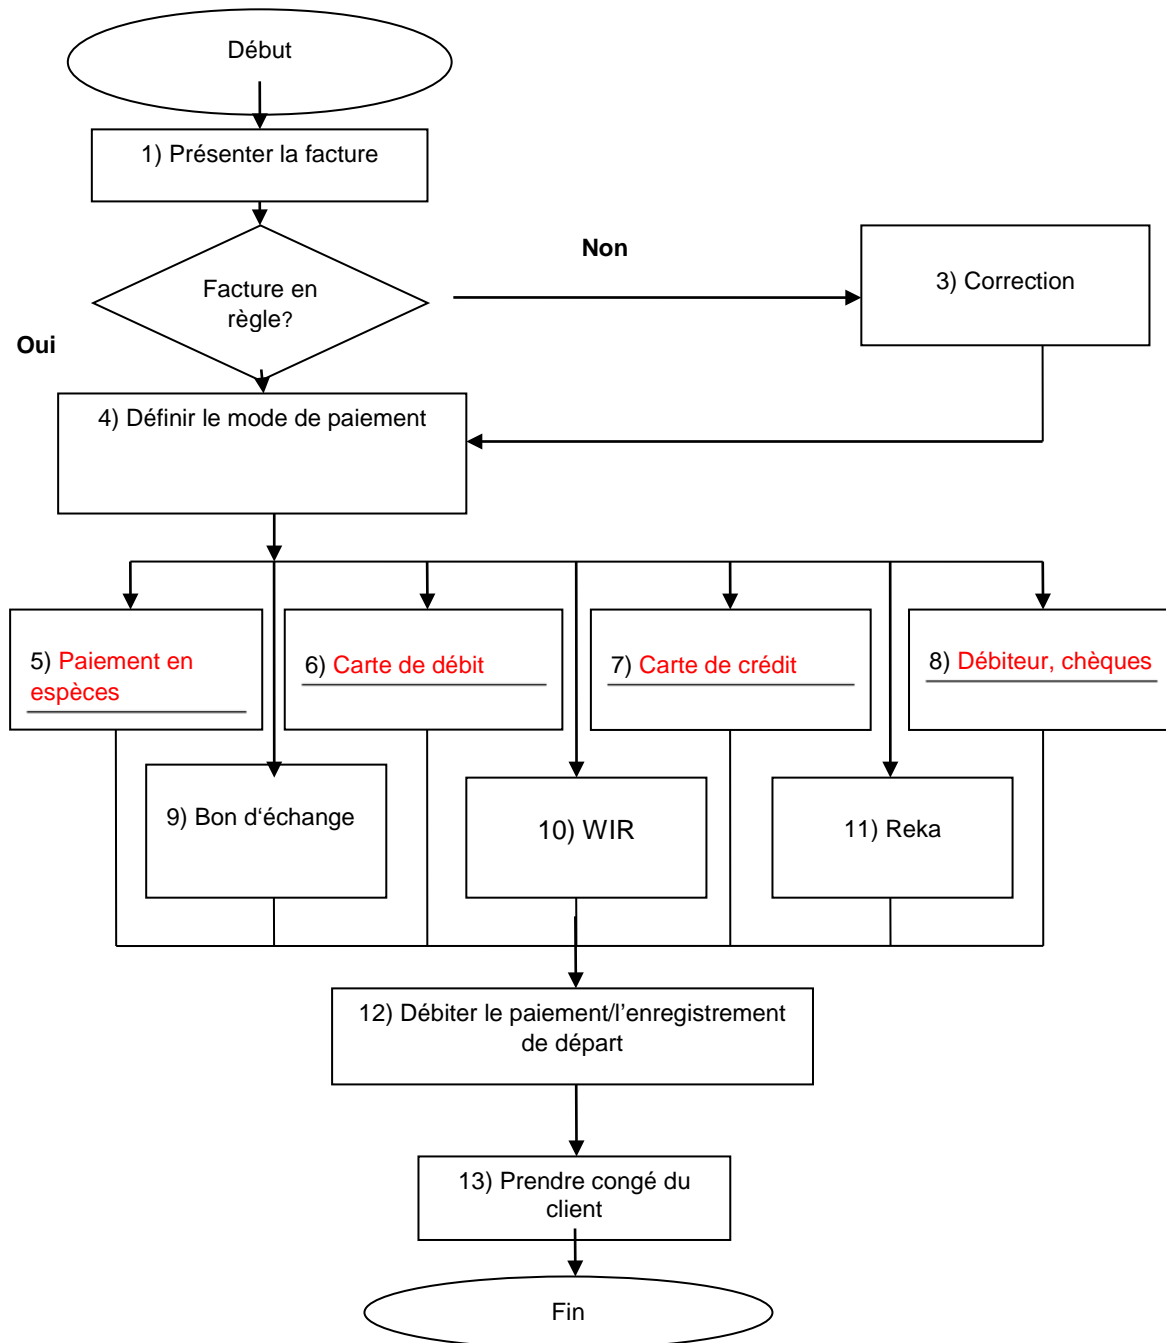 Début
1) Présenter la facture
Non
Facture en
règle?
3) Correction
Oui
4) Définir le mode de paiement
5) Paiement en
espèces
6) Carte de débit
7) Carte de crédit
8) Débiteur, chèques
9) Bon d‘échange
10) WIR
11) Reka
12) Débiter le paiement/l’enregistrement
de départ
13) Prendre congé du
client
Fin